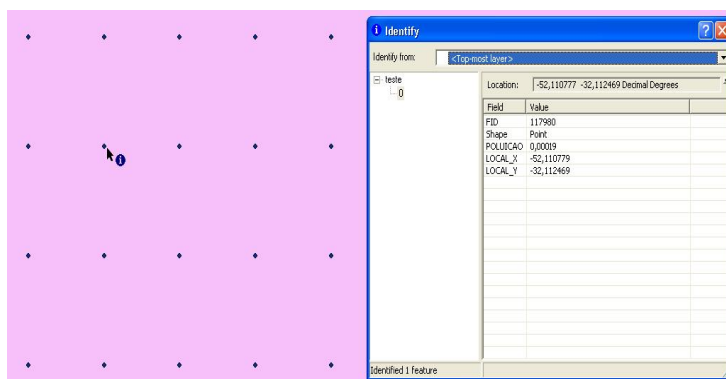 Identify
Identify from: <Top-most layer>
teste
0
Location: -52,110777 -32,112469 Decimal Degrees
Field Value
FID 117980
Shape Point
POLUICAO 0,00019
LOCAL_X -52,110779
LOCAL_Y -32,112469
Identified 1 feature